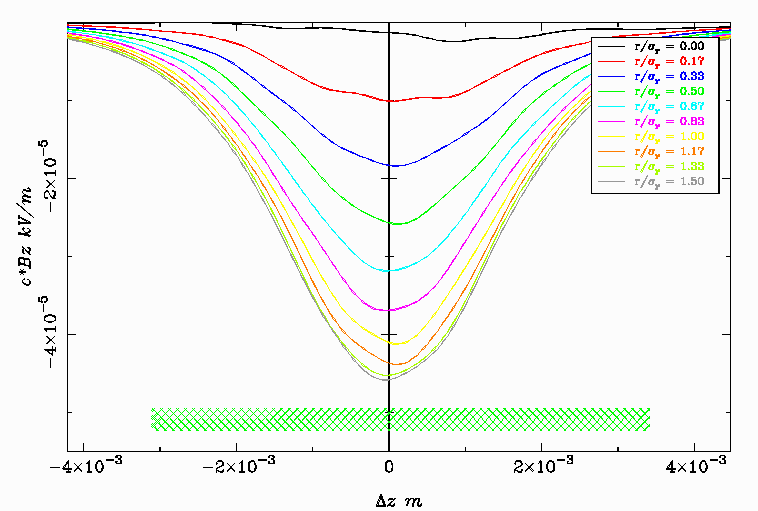 r/σr = 0.00
r/σr = 0.17
r/σr = 0.33
r/σr = 0.50
r/σr = 0.67
r/σr = 0.83
r/σr = 1.00
r/σr = 1.17
r/σr = 1.33
r/σr = 1.50
c*Bz kV/m
−2×10⁻⁵
−4×10⁻⁵
−4×10⁻³ −2×10⁻³ 0 2×10⁻³ 4×10⁻³
Δz m